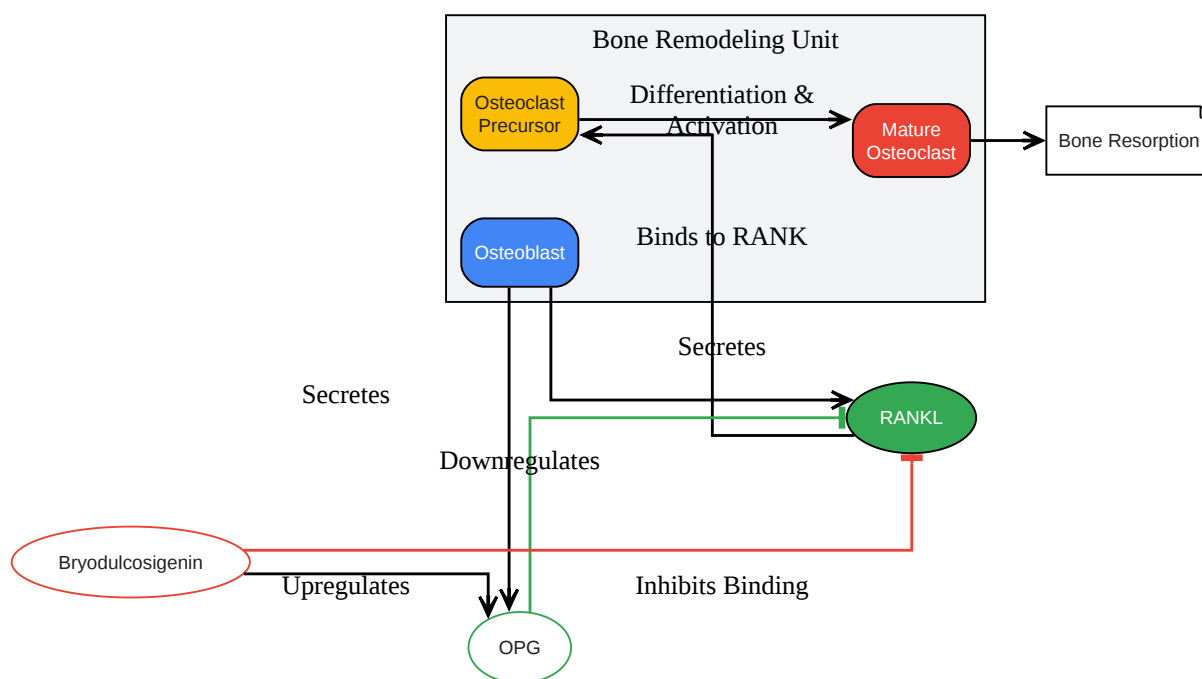 Bone Remodeling Unit
Osteoclast
Precursor
Differentiation &
Activation
Mature
Osteoclast
Bone Resorption
Osteoblast
Binds to RANK
Secretes
Secretes
RANKL
Downregulates
Bryodulcosigenin
Upregulates
Inhibits Binding
OPG